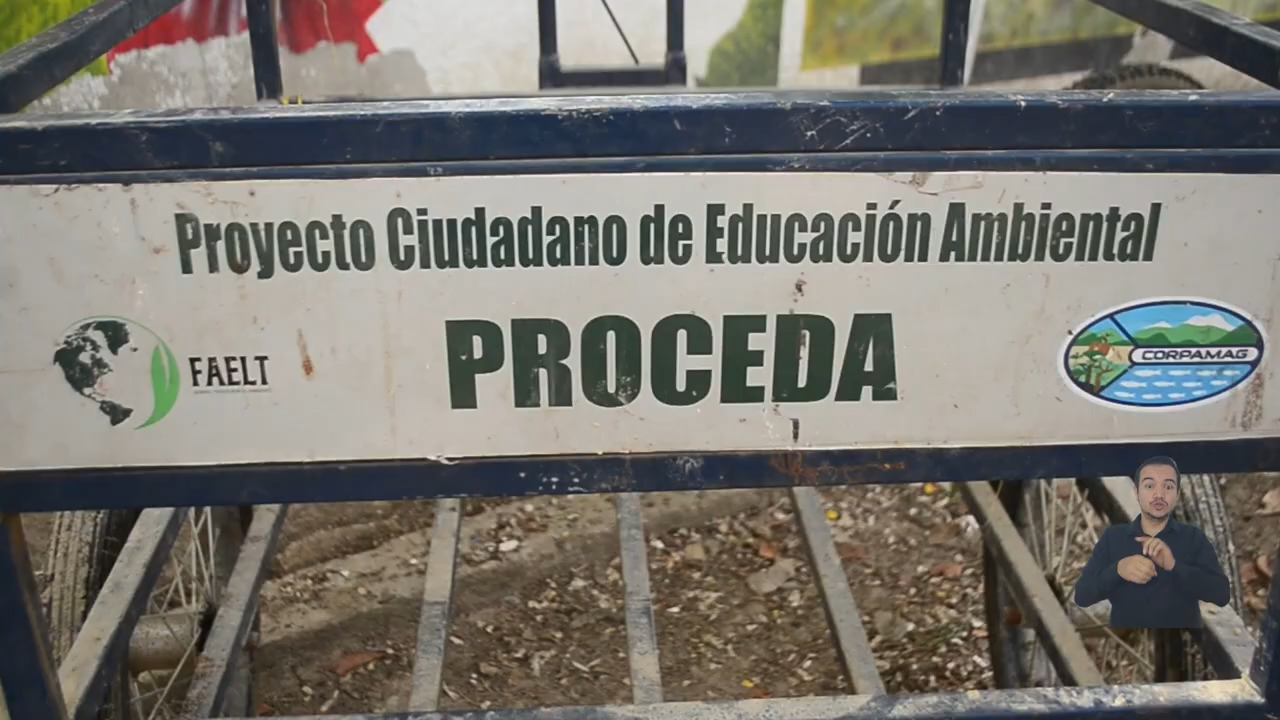 Proyecto Ciudadano de Educación Ambiental
PROCEDA
FAELT
CORPAMAG